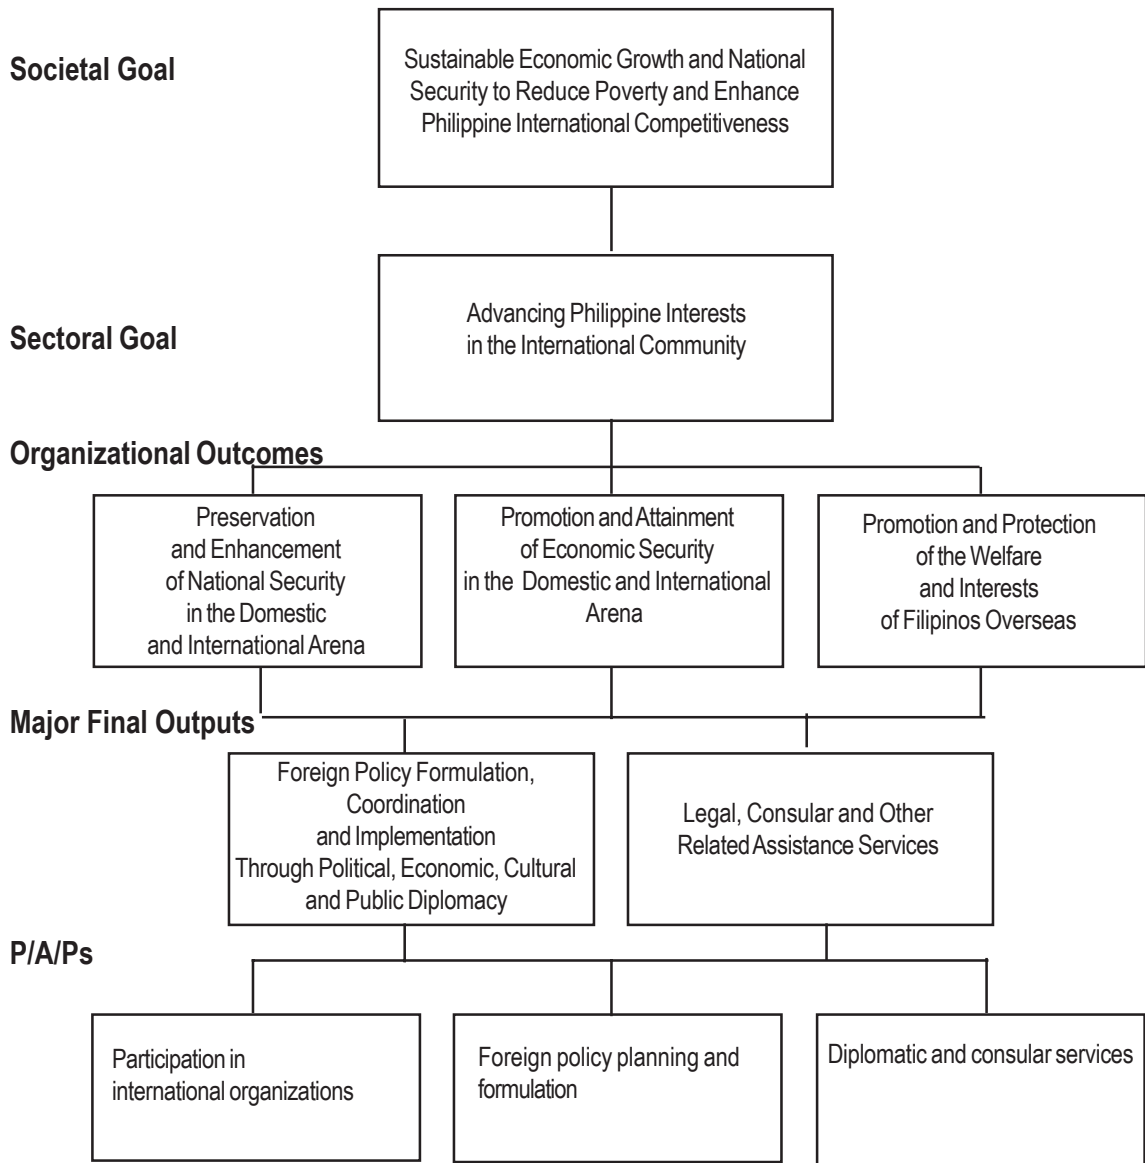 Societal Goal
Sustainable Economic Growth and National
Security to Reduce Poverty and Enhance
Philippine International Competitiveness
Sectoral Goal
Advancing Philippine Interests
in the International Community
Organizational Outcomes
Preservation
and Enhancement
of National Security
in the Domestic
and International Arena
Promotion and Attainment
of Economic Security
in the Domestic and International
Arena
Promotion and Protection
of the Welfare
and Interests
of Filipinos Overseas
Major Final Outputs
Foreign Policy Formulation,
Coordination
and Implementation
Through Political, Economic, Cultural
and Public Diplomacy
Legal, Consular and Other
Related Assistance Services
P/A/Ps
Participation in
international organizations
Foreign policy planning and
formulation
Diplomatic and consular services